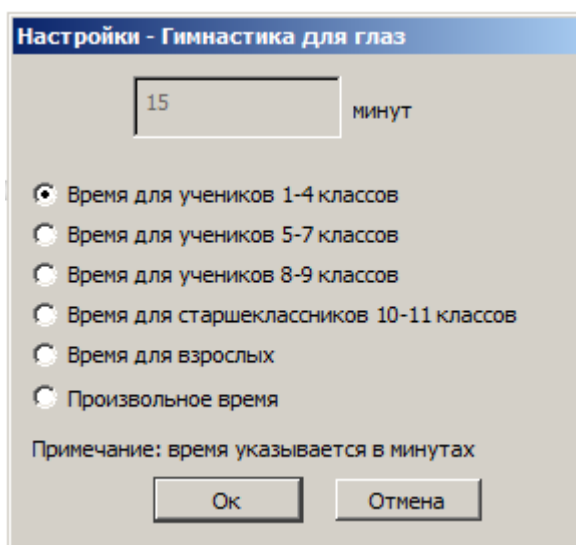 Настройки - Гимнастика для глаз
15
минут
Время для учеников 1-4 классов
Время для учеников 5-7 классов
Время для учеников 8-9 классов
Время для старшеклассников 10-11 классов
Время для взрослых
Произвольное время
Примечание: время указывается в минутах
Ок
Отмена